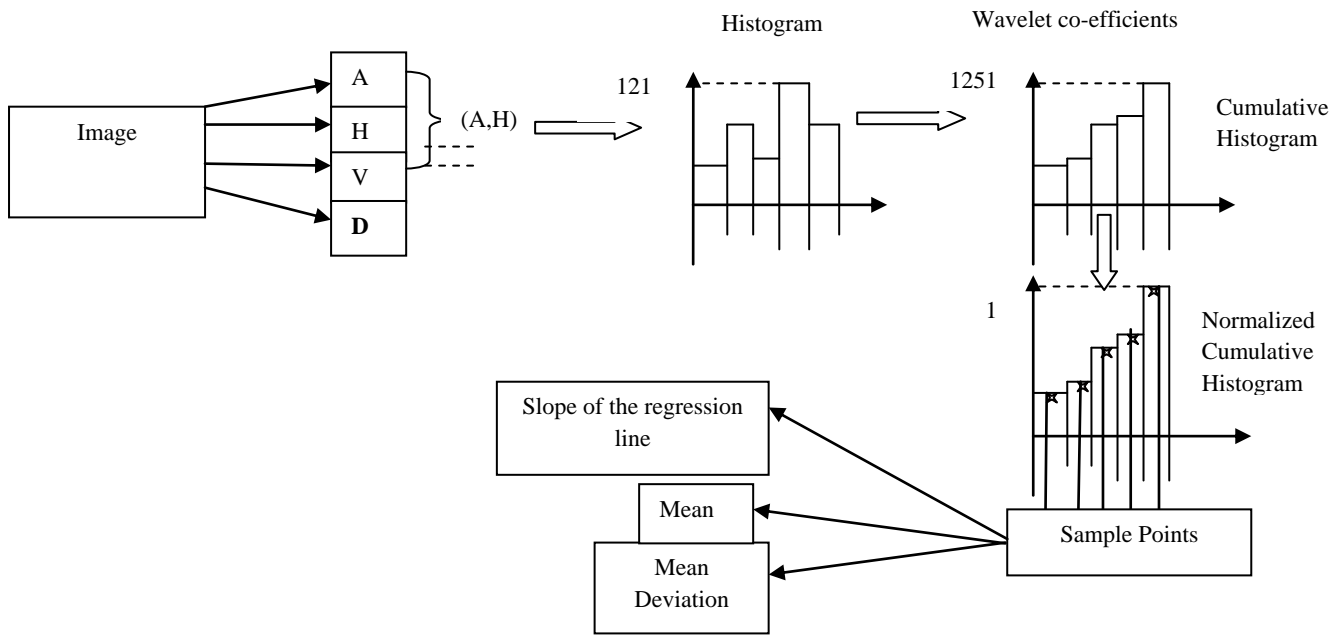 Histogram
Wavelet co-efficients
A
121
1251
Image
H
(A,H)
Cumulative
Histogram
V
D
1
Normalized
Cumulative
Histogram
Slope of the regression
line
Mean
Sample Points
Mean
Deviation